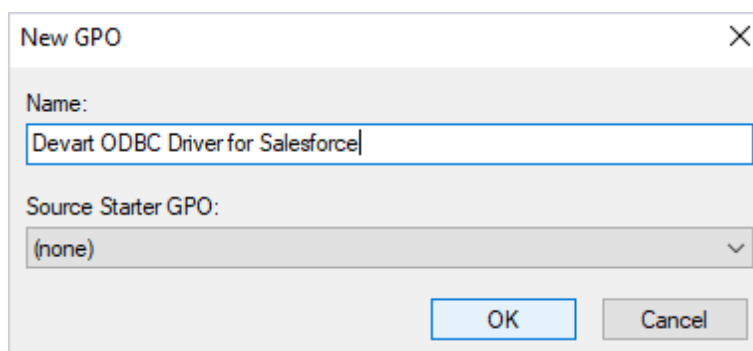 New GPO
Name:
Devart ODBC Driver for Salesforce
Source Starter GPO:
(none)
OK Cancel